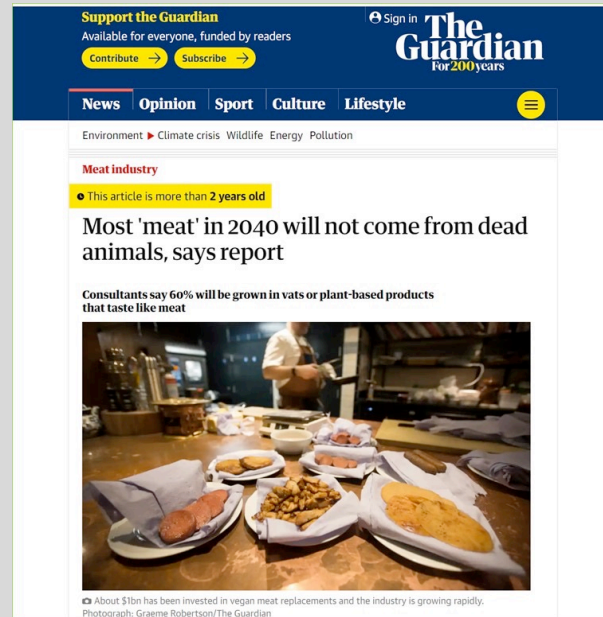 Support the Guardian
Available for everyone, funded by readers
Contribute →
Subscribe →
Sign in
The
Guardian
For 200 years
News Opinion Sport Culture Lifestyle
Environment ▶ Climate crisis Wildlife Energy Pollution
Meat industry
This article is more than 2 years old
Most 'meat' in 2040 will not come from dead
animals, says report
Consultants say 60% will be grown in vats or plant-based products
that taste like meat
About $1bn has been invested in vegan meat replacements and the industry is growing rapidly.
Photograph: Graeme Robertson/The Guardian